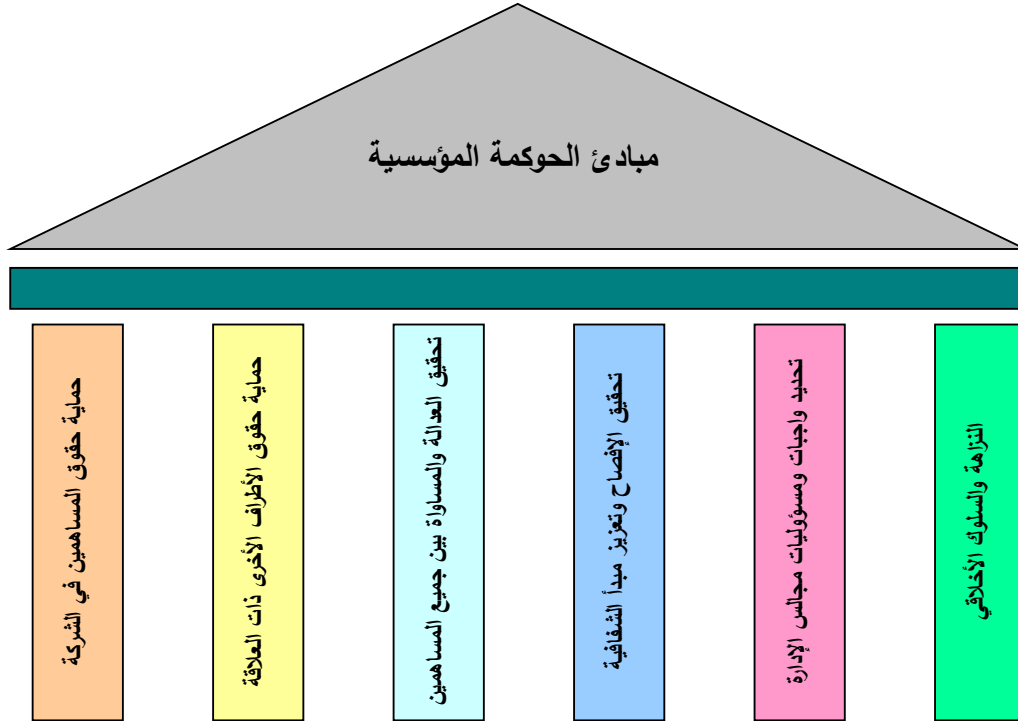 مبادئ الحوكمة المؤسسية
النزاهة والسلوك الأخلاقي
تحديد واجبات ومسؤوليات مجالس الإدارة
تحقيق الإفصاح وتعزيز مبدأ الشفافية
تحقيق العدالة والمساواة بين جميع المساهمين
حماية حقوق الأطراف الأخرى ذات العلاقة
حماية حقوق المساهمين في الشركة